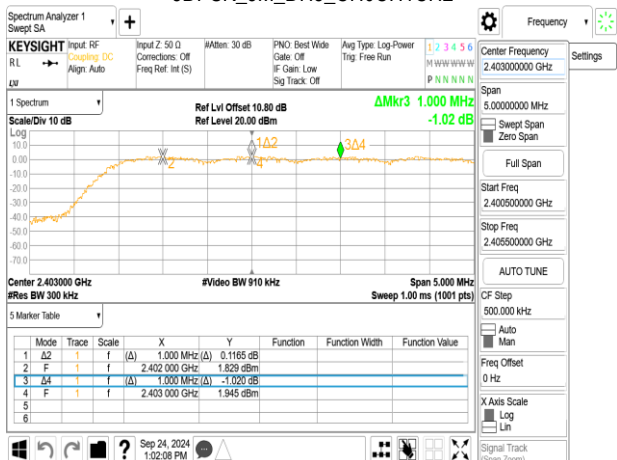 Spectrum Analyzer 1
Swept SA
+
Frequency
KEYSIGHT
RL
Input: RF
Coupling: DC
Align: Auto
Input Z: 50 Ω
Corrections: Off
Freq Ref: Int (S)
#Atten: 30 dB
PNO: Best Wide
Gate: Off
IF Gain: Low
Sig Track: Off
Avg Type: Log-Power
Trig: Free Run
1 2 3 4 5 6
M W W W W W
P N N N N N
Center Frequency
2.403000000 GHz
Settings
Span
5.00000000 MHz
Swept Span
Zero Span
Full Span
Start Freq
2.400500000 GHz
Stop Freq
2.405500000 GHz
AUTO TUNE
CF Step
500.000 kHz
Auto
Man
Freq Offset
0 Hz
X Axis Scale
Log
Lin
Signal Track
(Span Zoom)
1 Spectrum
Scale/Div 10 dB
Ref Lvl Offset 10.80 dB
Ref Level 20.00 dBm
ΔMkr3 1.000 MHz
-1.02 dB
Log
10.0
0.00
-10.0
-20.0
-30.0
-40.0
-50.0
-60.0
-70.0
2
1Δ2
4
3Δ4
Center 2.403000 GHz
#Video BW 910 kHz
Span 5.000 MHz
#Res BW 300 kHz
Sweep 1.00 ms (1001 pts)
5 Marker Table
Mode Trace Scale X Y Function Function Width Function Value
1 Δ2 1 f (Δ) 1.000 MHz (Δ) 0.1165 dB
2 F 1 f 2.402 000 GHz 1.829 dBm
3 Δ4 1 f (Δ) 1.000 MHz (Δ) -1.020 dB
4 F 1 f 2.403 000 GHz 1.945 dBm
5
6
?
Sep 24, 2024
1:02:08 PM